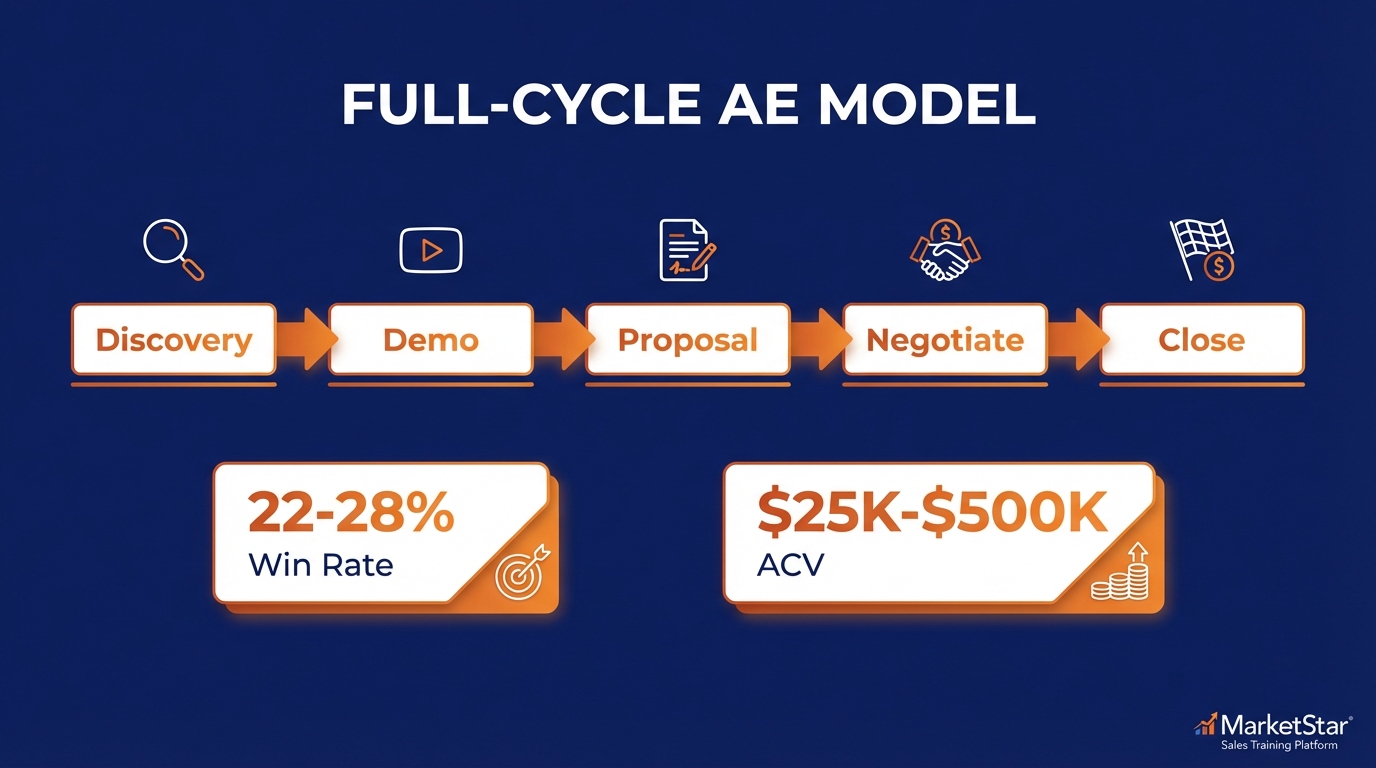 FULL-CYCLE AE MODEL
Discovery
Demo
Proposal
Negotiate
Close
22-28%
Win Rate
$25K-$500K
ACV
MarketStar®
Sales Training Platform